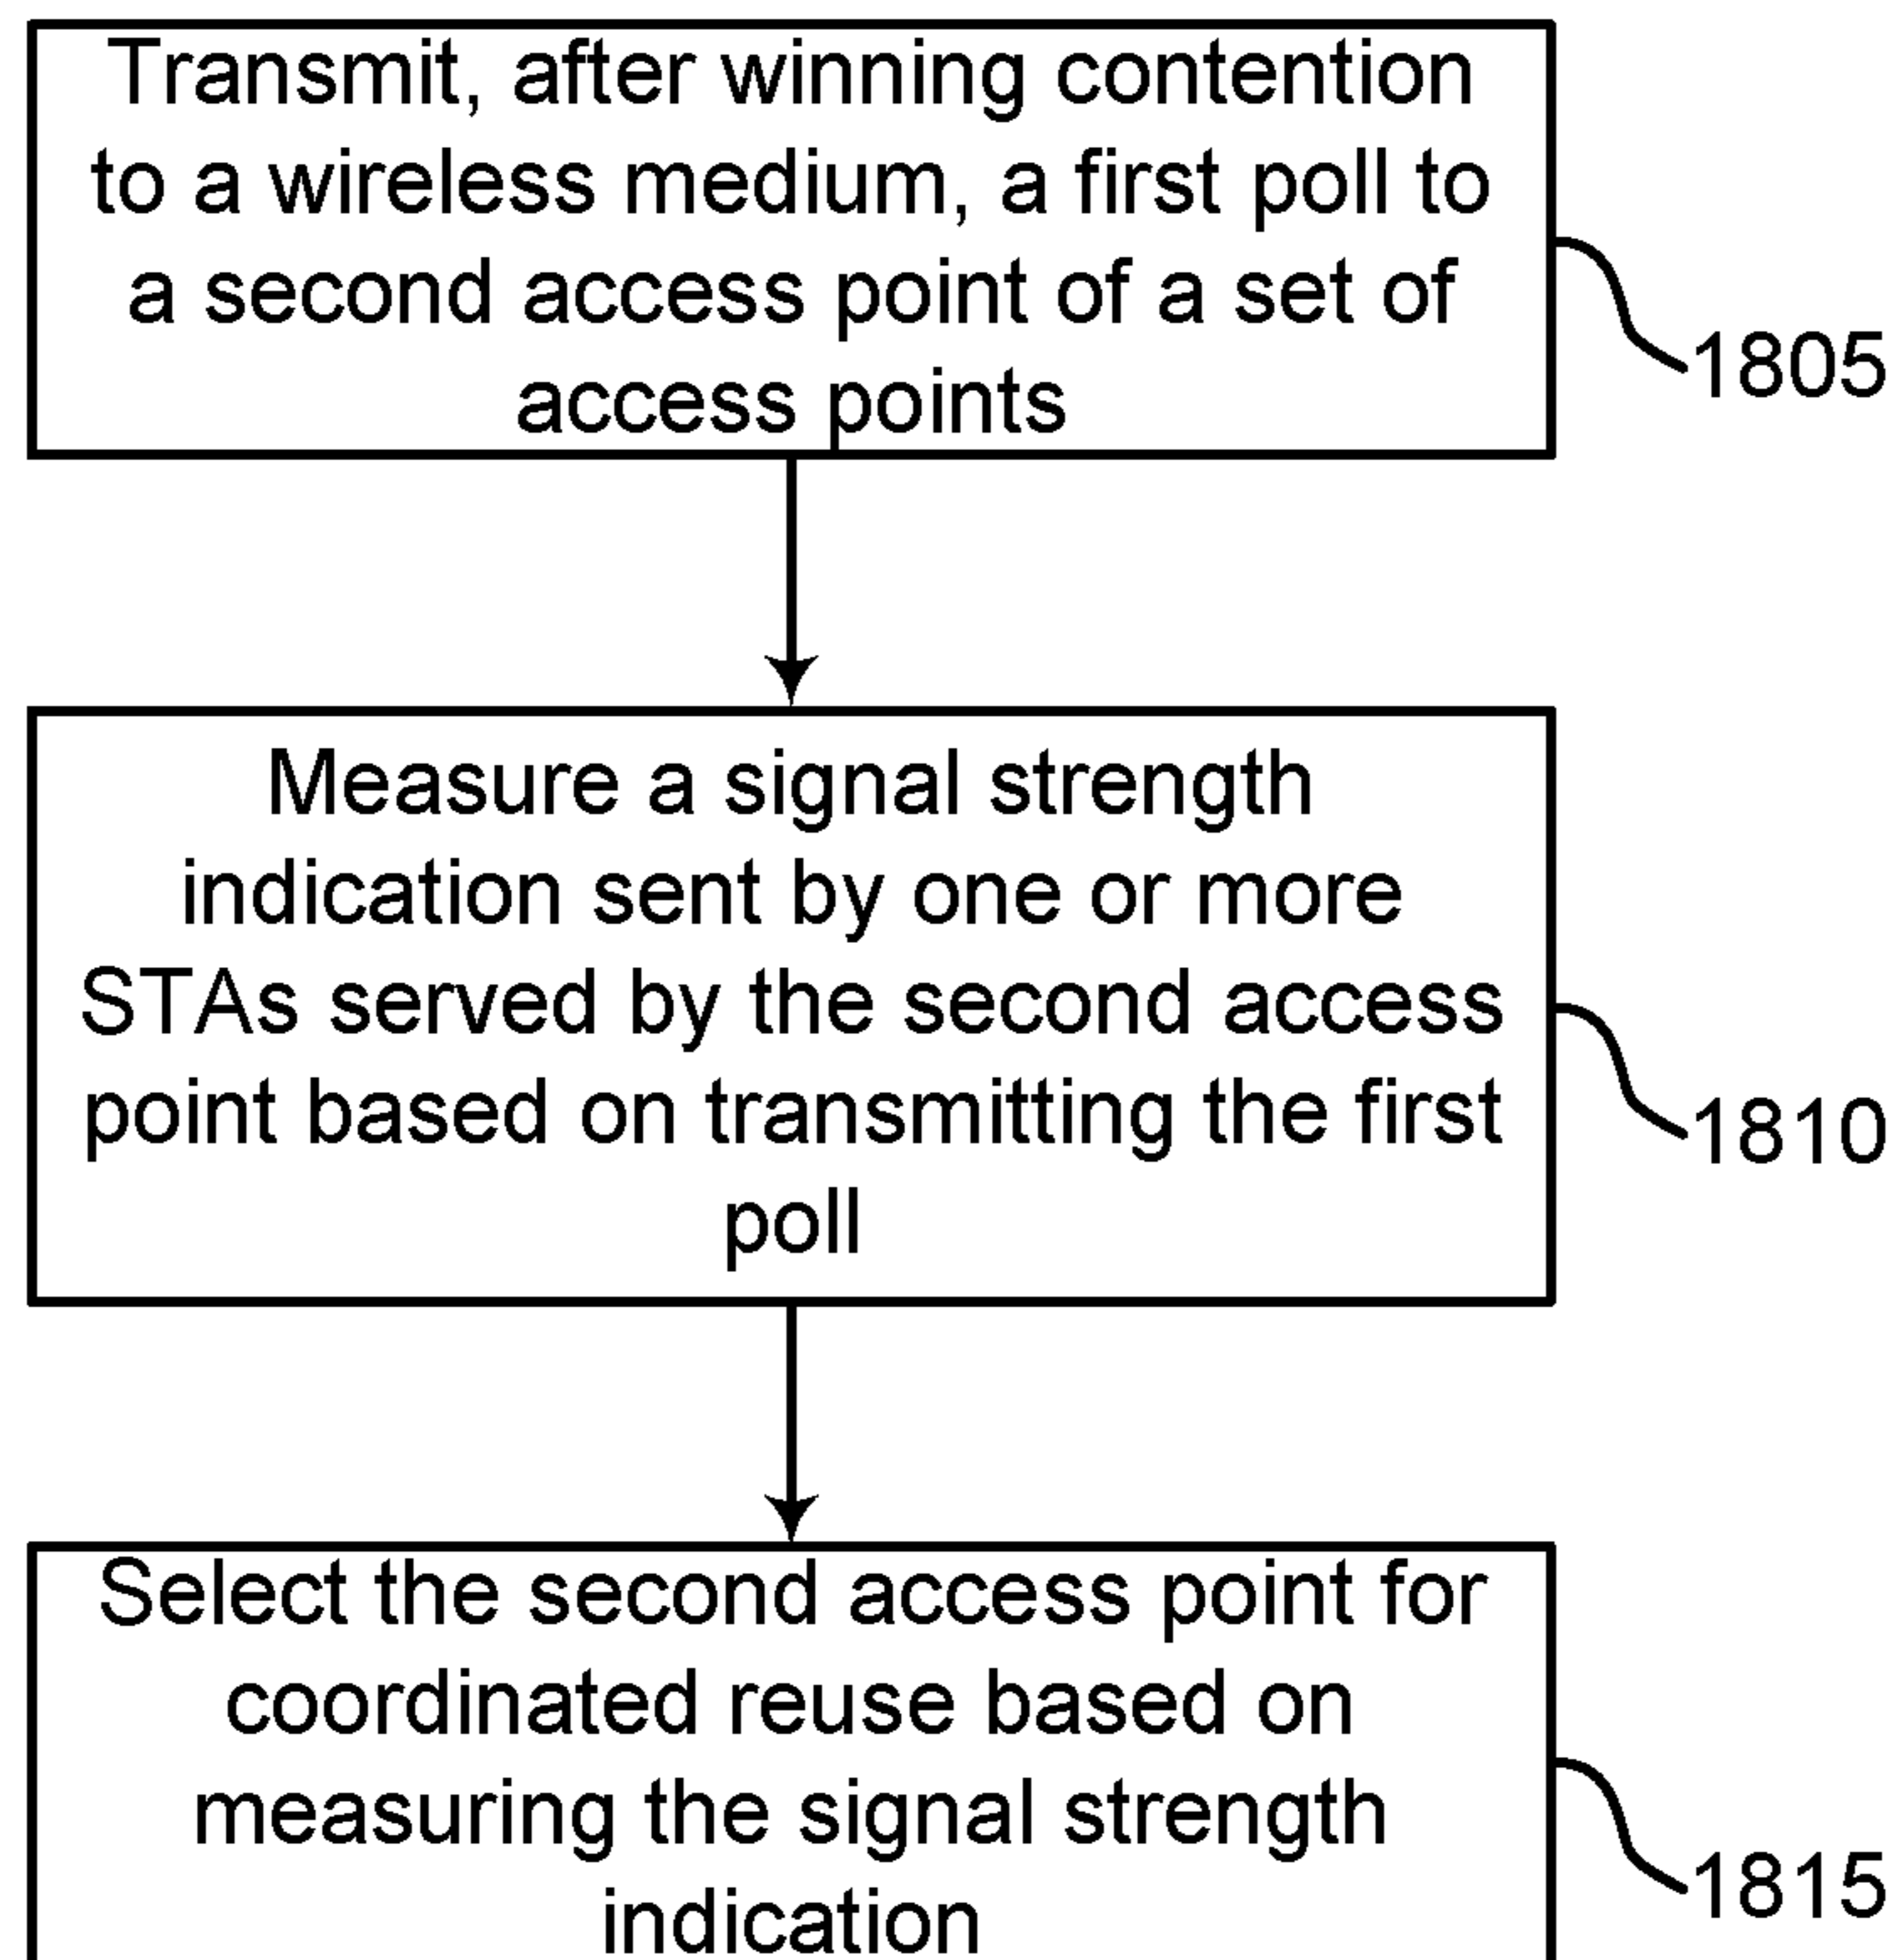 Transmit, after winning contention
to a wireless medium, a first poll to
a second access point of a set of
access points
1805
Measure a signal strength
indication sent by one or more
STAs served by the second access
point based on transmitting the first
poll
1810
Select the second access point for
coordinated reuse based on
measuring the signal strength
indication
1815